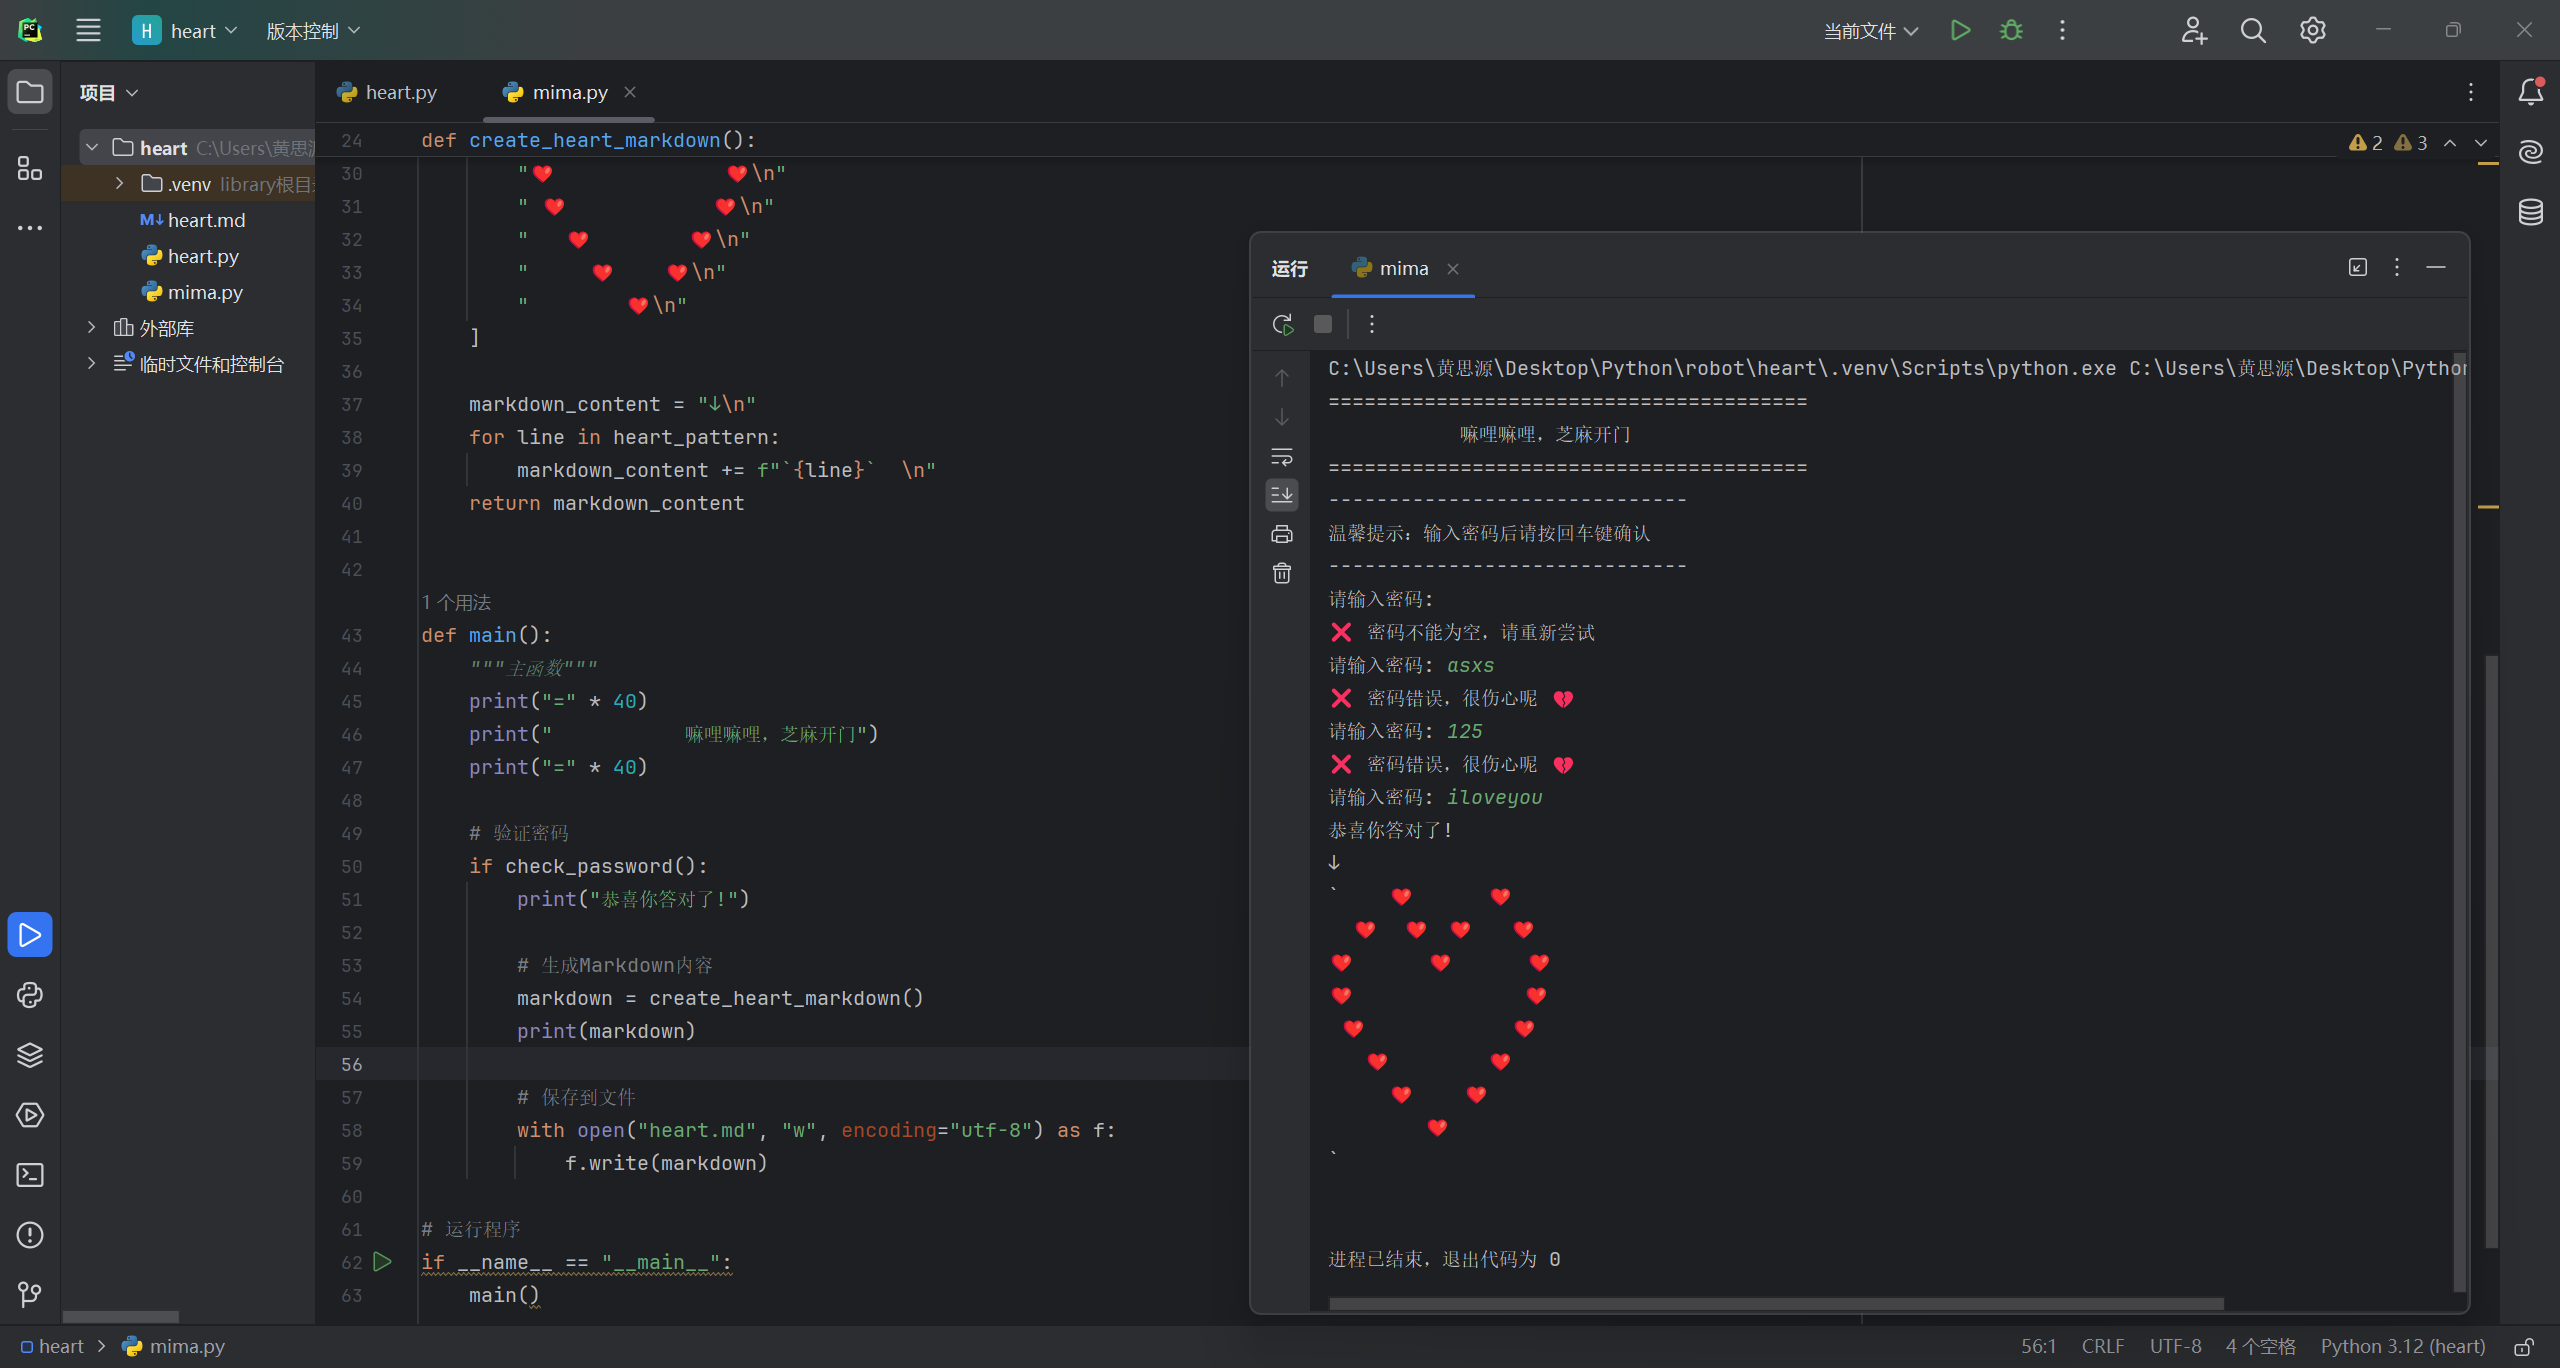 H heart 版本控制 当前文件
项目
heart C:\Users\黄思
.venv library根目
heart.md
heart.py
mima.py
外部库
临时文件和控制台
heart.py mima.py
24 def create_heart_markdown():
2 3
30 "❤️ ❤️\n"
31 " ❤️ ❤️\n"
32 " ❤️ ❤️\n"
33 " ❤️ ❤️\n"
34 " ❤️\n"
35 ]
36
37 markdown_content = "↓\n"
38 for line in heart_pattern:
39 markdown_content += f"`{line}`  \n"
40 return markdown_content
41
42
1 个用法
43 def main():
44 """主函数"""
45 print("=" * 40)
46 print(" 嘛哩嘛哩，芝麻开门")
47 print("=" * 40)
48
49 # 验证密码
50 if check_password():
51 print("恭喜你答对了!")
52
53 # 生成Markdown内容
54 markdown = create_heart_markdown()
55 print(markdown)
56
57 # 保存到文件
58 with open("heart.md", "w", encoding="utf-8") as f:
59 f.write(markdown)
60
61 # 运行程序
62 if __name__ == "__main__":
63 main()
运行 mima
C:\Users\黄思源\Desktop\Python\robot\heart\.venv\Scripts\python.exe C:\Users\黄思源\Desktop\Pytho
========================================
嘛哩嘛哩，芝麻开门
========================================
------------------------------
温馨提示：输入密码后请按回车键确认
------------------------------
请输入密码:
❌ 密码不能为空，请重新尝试
请输入密码: asxs
❌ 密码错误，很伤心呢 💔
请输入密码: 125
❌ 密码错误，很伤心呢 💔
请输入密码: iloveyou
恭喜你答对了!
↓
` ❤️ ❤️
❤️ ❤️ ❤️ ❤️
❤️ ❤️ ❤️
❤️ ❤️
❤️ ❤️
❤️ ❤️
❤️ ❤️
❤️
`
进程已结束，退出代码为 0
heart > mima.py
56:1 CRLF UTF-8 4 个空格 Python 3.12 (heart)